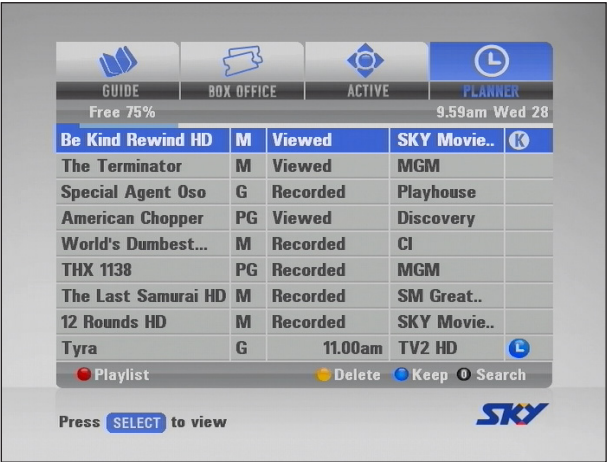 GUIDE BOX OFFICE ACTIVE PLANNER
Free 75% 9.59am Wed 28
Be Kind Rewind HD M Viewed SKY Movie.. K
The Terminator M Viewed MGM
Special Agent Oso G Recorded Playhouse
American Chopper PG Viewed Discovery
World's Dumbest... M Recorded CI
THX 1138 PG Recorded MGM
The Last Samurai HD M Recorded SM Great..
12 Rounds HD M Recorded SKY Movie..
Tyra G 11.00am TV2 HD
Playlist Delete Keep 0 Search
Press SELECT to view SKY